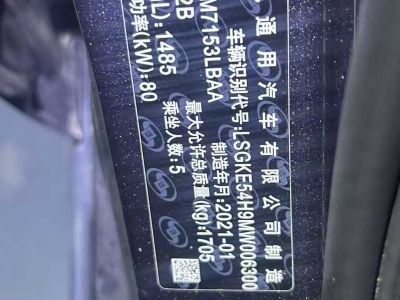 通用汽车有限公司制造
车辆识别代号:LSGKE54H9MW006300
M7153LBAA 制造年月:2021-01
2B 最大允许总质量(kg):1705
L):1485 乘坐人数:5
功率(kW):80